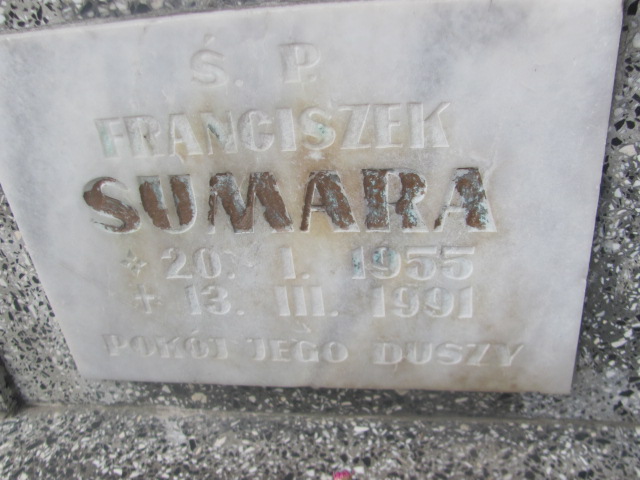 Ś. P.
FRANCISZEK
SUMARA
* 20. I. 1955
+ 13. III. 1991
POKÓJ JEGO DUSZY